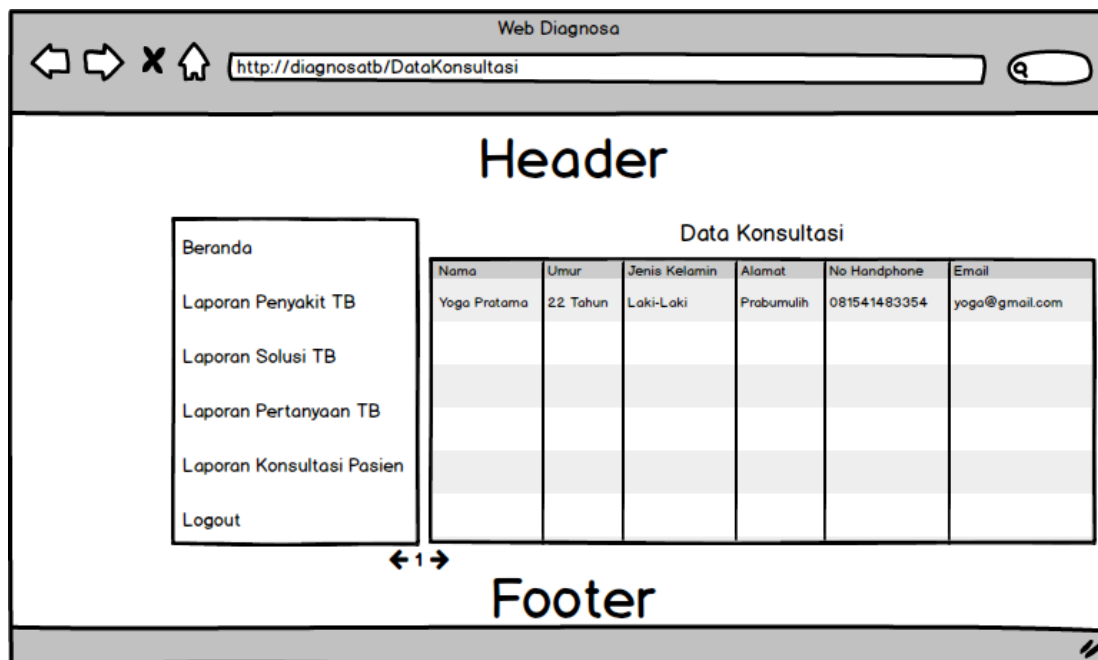 Web Diagnosa
http://diagnosatb/DataKonsultasi
Header
Beranda
Laporan Penyakit TB
Laporan Solusi TB
Laporan Pertanyaan TB
Laporan Konsultasi Pasien
Logout
Data Konsultasi
Nama Umur Jenis Kelamin Alamat No Handphone Email
Yoga Pratama 22 Tahun Laki-Laki Prabumulih 081541483354 yoga@gmail.com
1
Footer